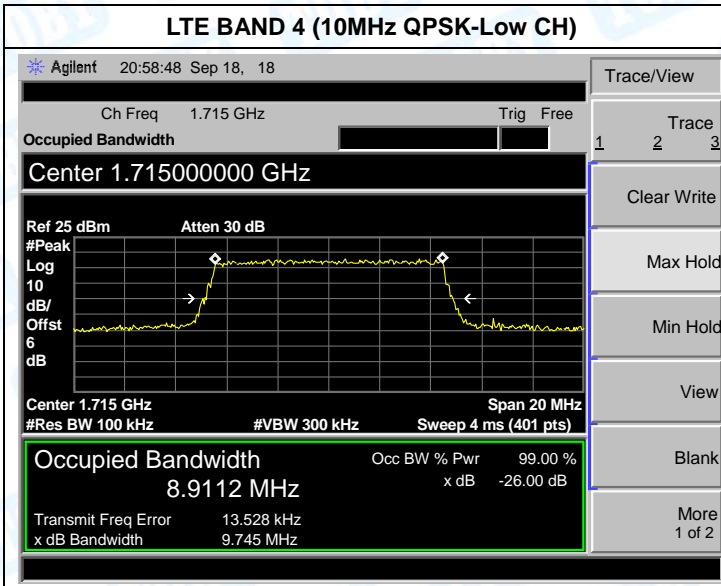 LTE BAND 4 (10MHz QPSK-Low CH)
Agilent 20:58:48 Sep 18, 18
Trace/View
Ch Freq 1.715 GHz Trig Free
Occupied Bandwidth
Trace
1 2 3
Center 1.715000000 GHz
Clear Write
Ref 25 dBm Atten 30 dB
#Peak
Log
10
dB/
Offst
6
dB
Max Hold
Min Hold
View
Center 1.715 GHz Span 20 MHz
#Res BW 100 kHz #VBW 300 kHz Sweep 4 ms (401 pts)
Occupied Bandwidth Occ BW % Pwr 99.00 %
8.9112 MHz x dB -26.00 dB
Blank
Transmit Freq Error 13.528 kHz
x dB Bandwidth 9.745 MHz
More
1 of 2